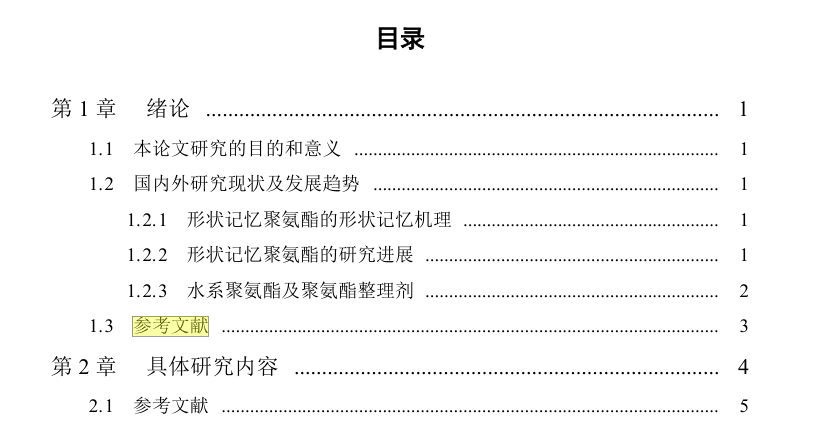 目录
第 1 章 绪论 ........ 1
1.1 本论文研究的目的和意义 ........ 1
1.2 国内外研究现状及发展趋势 ........ 1
1.2.1 形状记忆聚氨酯的形状记忆机理 ........ 1
1.2.2 形状记忆聚氨酯的研究进展 ........ 1
1.2.3 水系聚氨酯及聚氨酯整理剂 ........ 2
1.3 参考文献 ........ 3
第 2 章 具体研究内容 ........ 4
2.1 参考文献 ........ 5